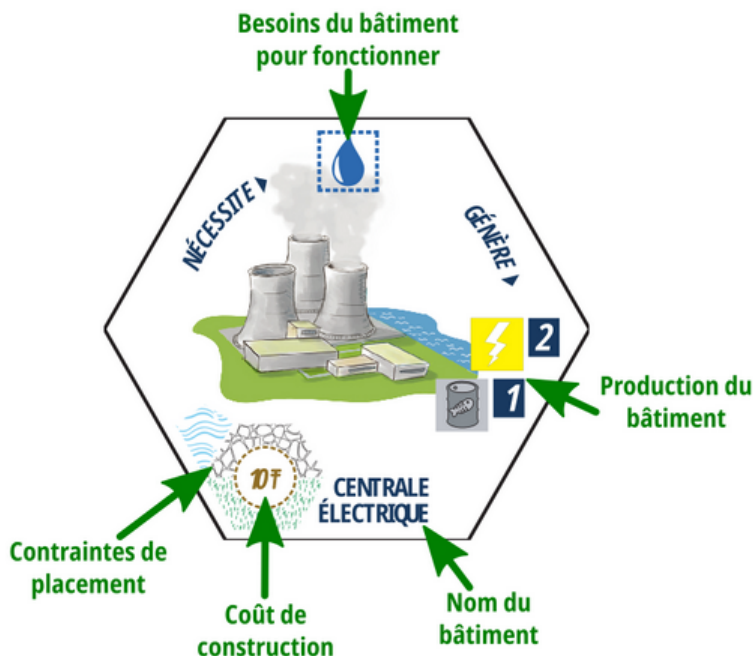 Besoins du bâtiment
pour fonctionner
NÉCESSITE
GÉNÈRE
2
1
Production du
bâtiment
10₸
CENTRALE
ÉLECTRIQUE
Contraintes de
placement
Coût de
construction
Nom du
bâtiment